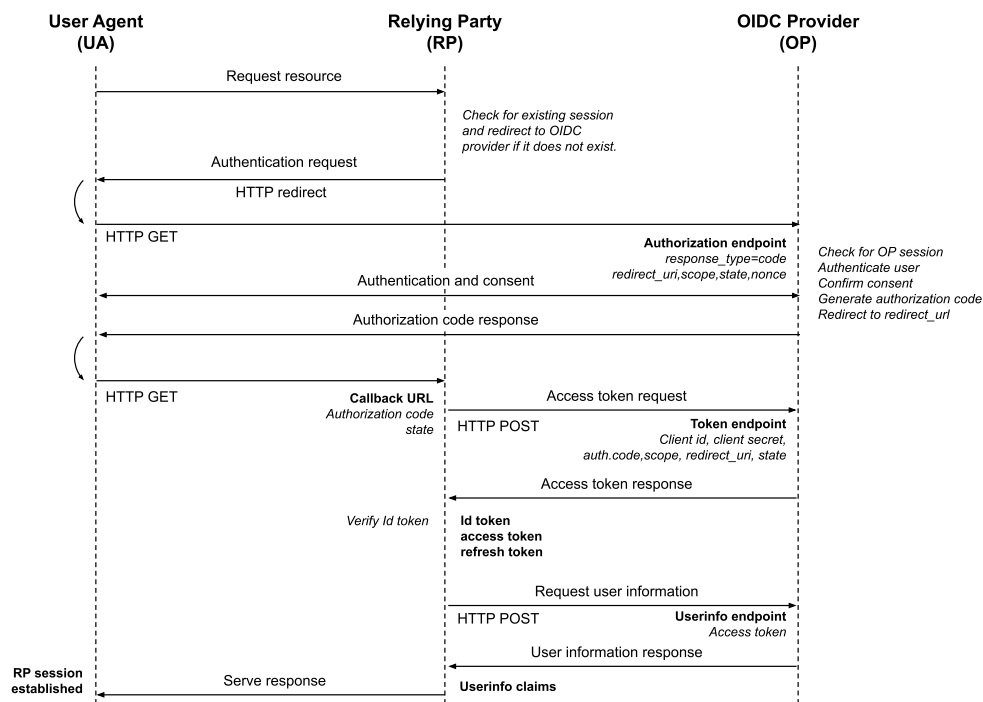 User Agent
(UA)
Relying Party
(RP)
OIDC Provider
(OP)
Request resource
Check for existing session
and redirect to OIDC
provider if it does not exist.
Authentication request
HTTP redirect
HTTP GET
Authorization endpoint
response_type=code
redirect_uri,scope,state,nonce
Check for OP session
Authenticate user
Confirm consent
Generate authorization code
Redirect to redirect_url
Authentication and consent
Authorization code response
HTTP GET
Callback URL
Authorization code
state
Access token request
HTTP POST
Token endpoint
Client id, client secret,
auth.code,scope, redirect_uri, state
Access token response
Verify Id token
Id token
access token
refresh token
Request user information
HTTP POST
Userinfo endpoint
Access token
User information response
RP session
established
Serve response
Userinfo claims